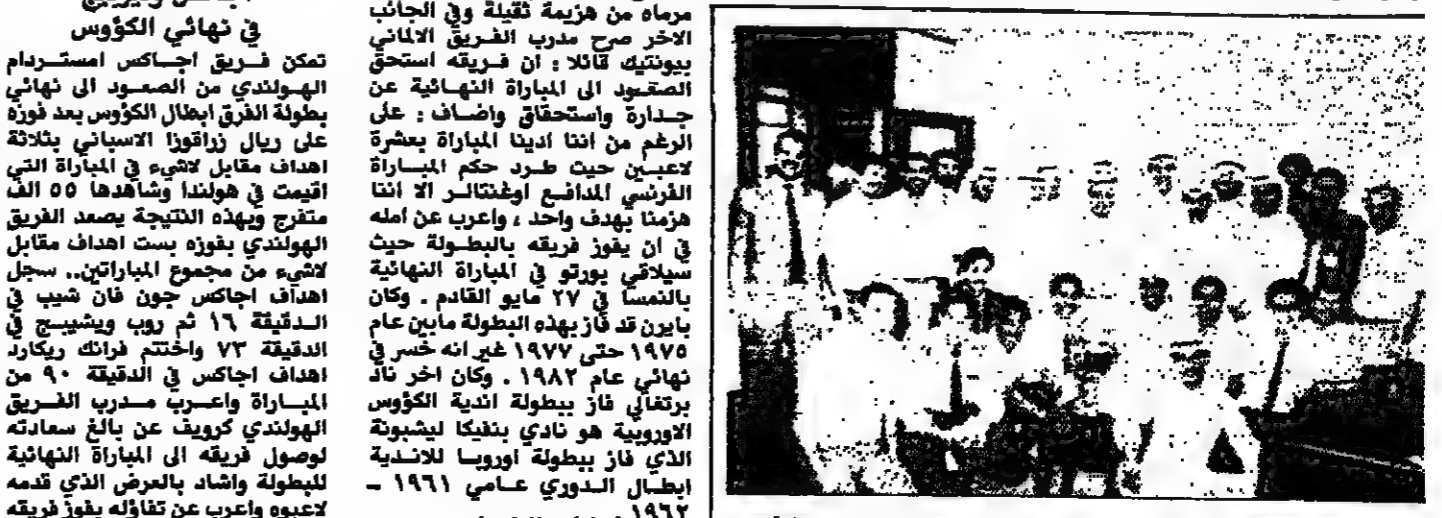 مرماه من هزيمة ثقيلة وفي الجانب
الاخر صرح مدرب الفريق الالماني
بيونتيك قائلا : ان فريقه استحق
الصعود الى المباراة النهائية عن
جدارة واستحقاق واضاف : على
الرغم من اننا ادينا المباراة بعشرة
لاعبين حيث طرد حكم المباراة
الفرنسي المدافع اوغنتالر الا اننا
هزمنا بهدف واحد ، واعرب عن امله
في ان يفوز فريقه بالبطولة حيث
سيلاقي بورتو في المباراة النهائية
بالنمسا في ٢٧ مايو القادم . وكان
بايرن قد فاز بهذه البطولة مابين عام
١٩٧٥ حتى ١٩٧٧ غير انه خسر في
نهائي عام ١٩٨٢ . وكان اخر ناد
برتغالي فاز ببطولة اندية الكؤوس
الاوروبية هو نادي بنفيكا ليشبونة
الذي فاز ببطولة اوروبا للاندية
ابطال الدوري عامي ١٩٦١ ـ
١٩٦٢
في نهائي الكؤوس
تمكن فريق اجاكس امستردام
الهولندي من الصعود الى نهائي
بطولة الفرق ابطال الكؤوس بعد فوزه
على ريال زراقوزا الاسباني بثلاثة
اهداف مقابل لاشيء في المباراة التي
اقيمت في هولندا وشاهدها ٥٥ الف
متفرج وبهذه النتيجة يصعد الفريق
الهولندي بفوزه بست اهداف مقابل
لاشيء من مجموع المباراتين.. سجل
اهداف اجاكس جون فان شيب في
الدقيقة ١٦ ثم روب ويشيبج في
الدقيقة ٧٣ واختتم فرانك ريكارد
اهداف اجاكس في الدقيقة ٩٠ من
المباراة واعرب مدرب الفريق
الهولندي كرويف عن بالغ سعادته
لوصول فريقه الى المباراة النهائية
للبطولة واشاد بالعرض الذي قدمه
لاعبوه واعرب عن تفاؤله بفوز فريقه